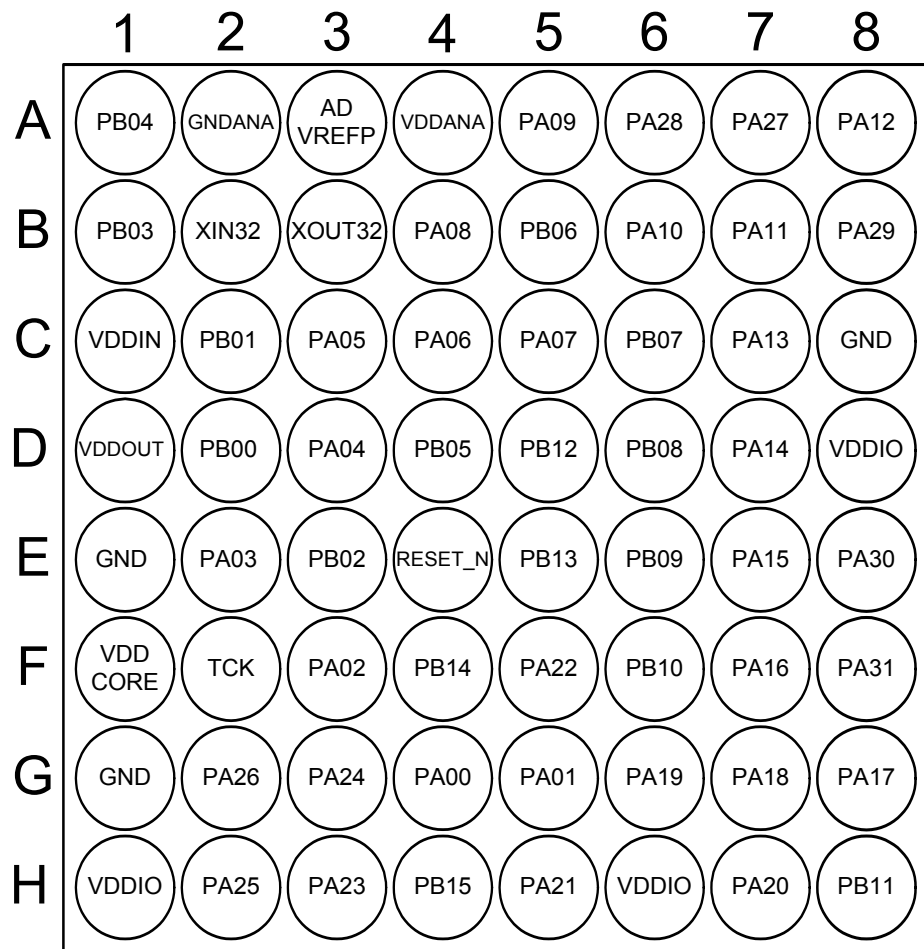 1 2 3 4 5 6 7 8
A PB04 GNDANA AD VREFP VDDANA PA09 PA28 PA27 PA12
B PB03 XIN32 XOUT32 PA08 PB06 PA10 PA11 PA29
C VDDIN PB01 PA05 PA06 PA07 PB07 PA13 GND
D VDDOUT PB00 PA04 PB05 PB12 PB08 PA14 VDDIO
E GND PA03 PB02 RESET_N PB13 PB09 PA15 PA30
F VDD CORE TCK PA02 PB14 PA22 PB10 PA16 PA31
G GND PA26 PA24 PA00 PA01 PA19 PA18 PA17
H VDDIO PA25 PA23 PB15 PA21 VDDIO PA20 PB11